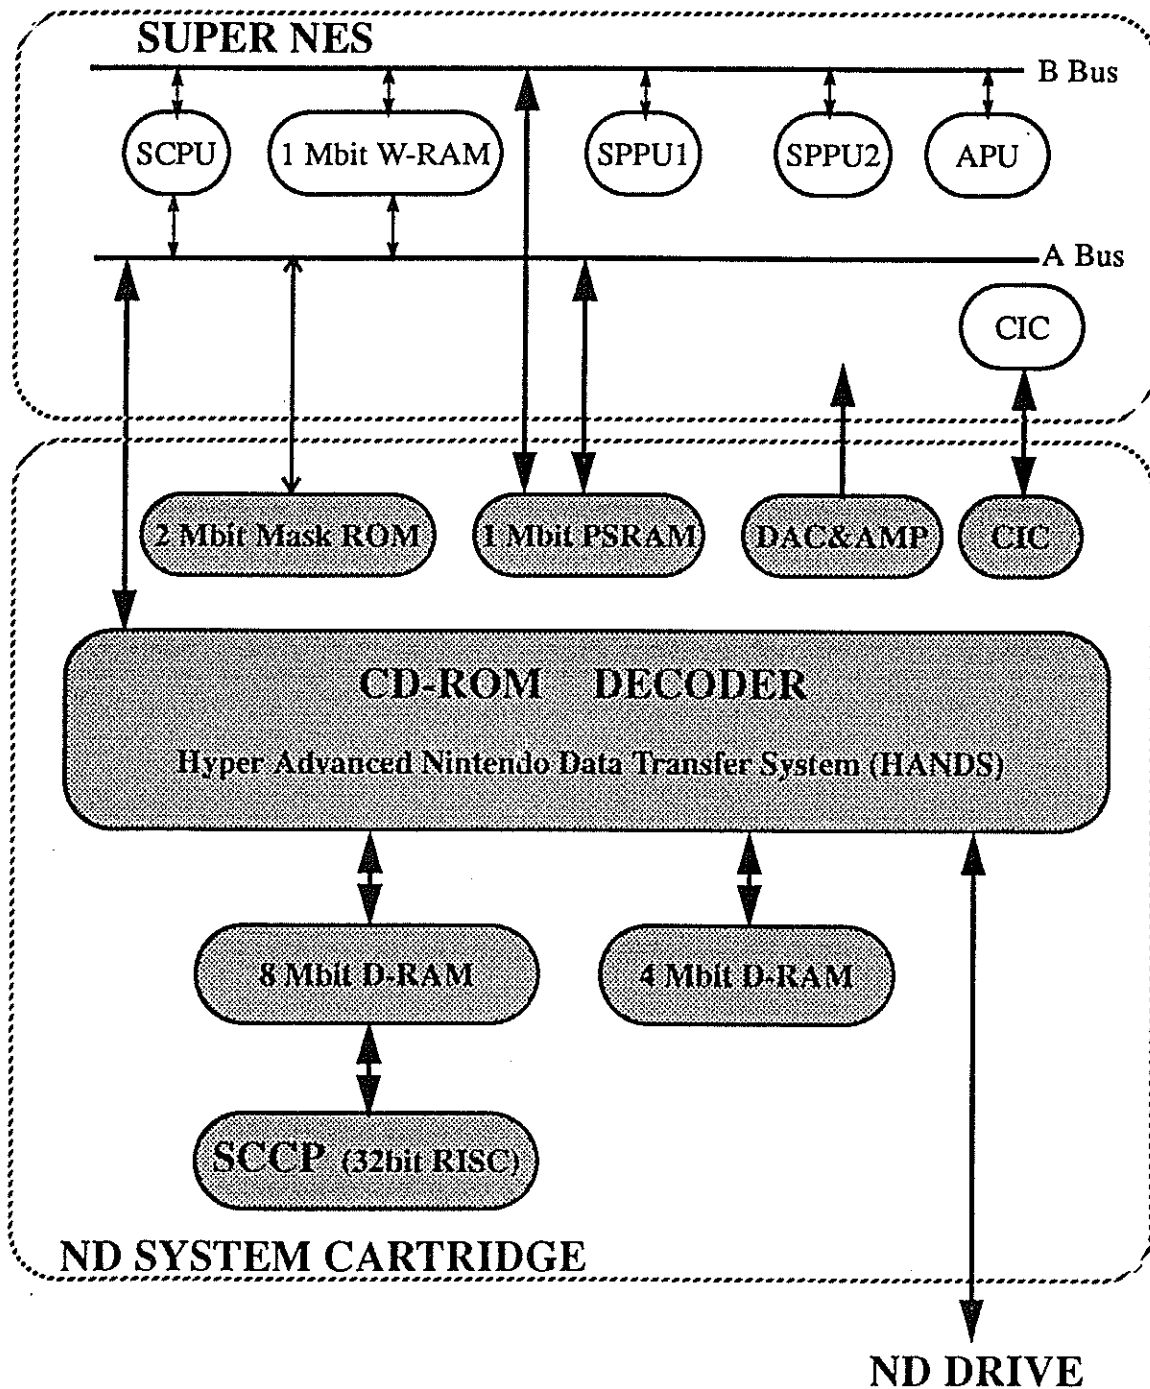 SUPER NES
B Bus
SCPU
1 Mbit W-RAM
SPPU1
SPPU2
APU
A Bus
CIC
2 Mbit Mask ROM
1 Mbit PSRAM
DAC&AMP
CIC
CD-ROM DECODER
Hyper Advanced Nintendo Data Transfer System (HANDS)
8 Mbit D-RAM
4 Mbit D-RAM
SCCP (32bit RISC)
ND SYSTEM CARTRIDGE
ND DRIVE